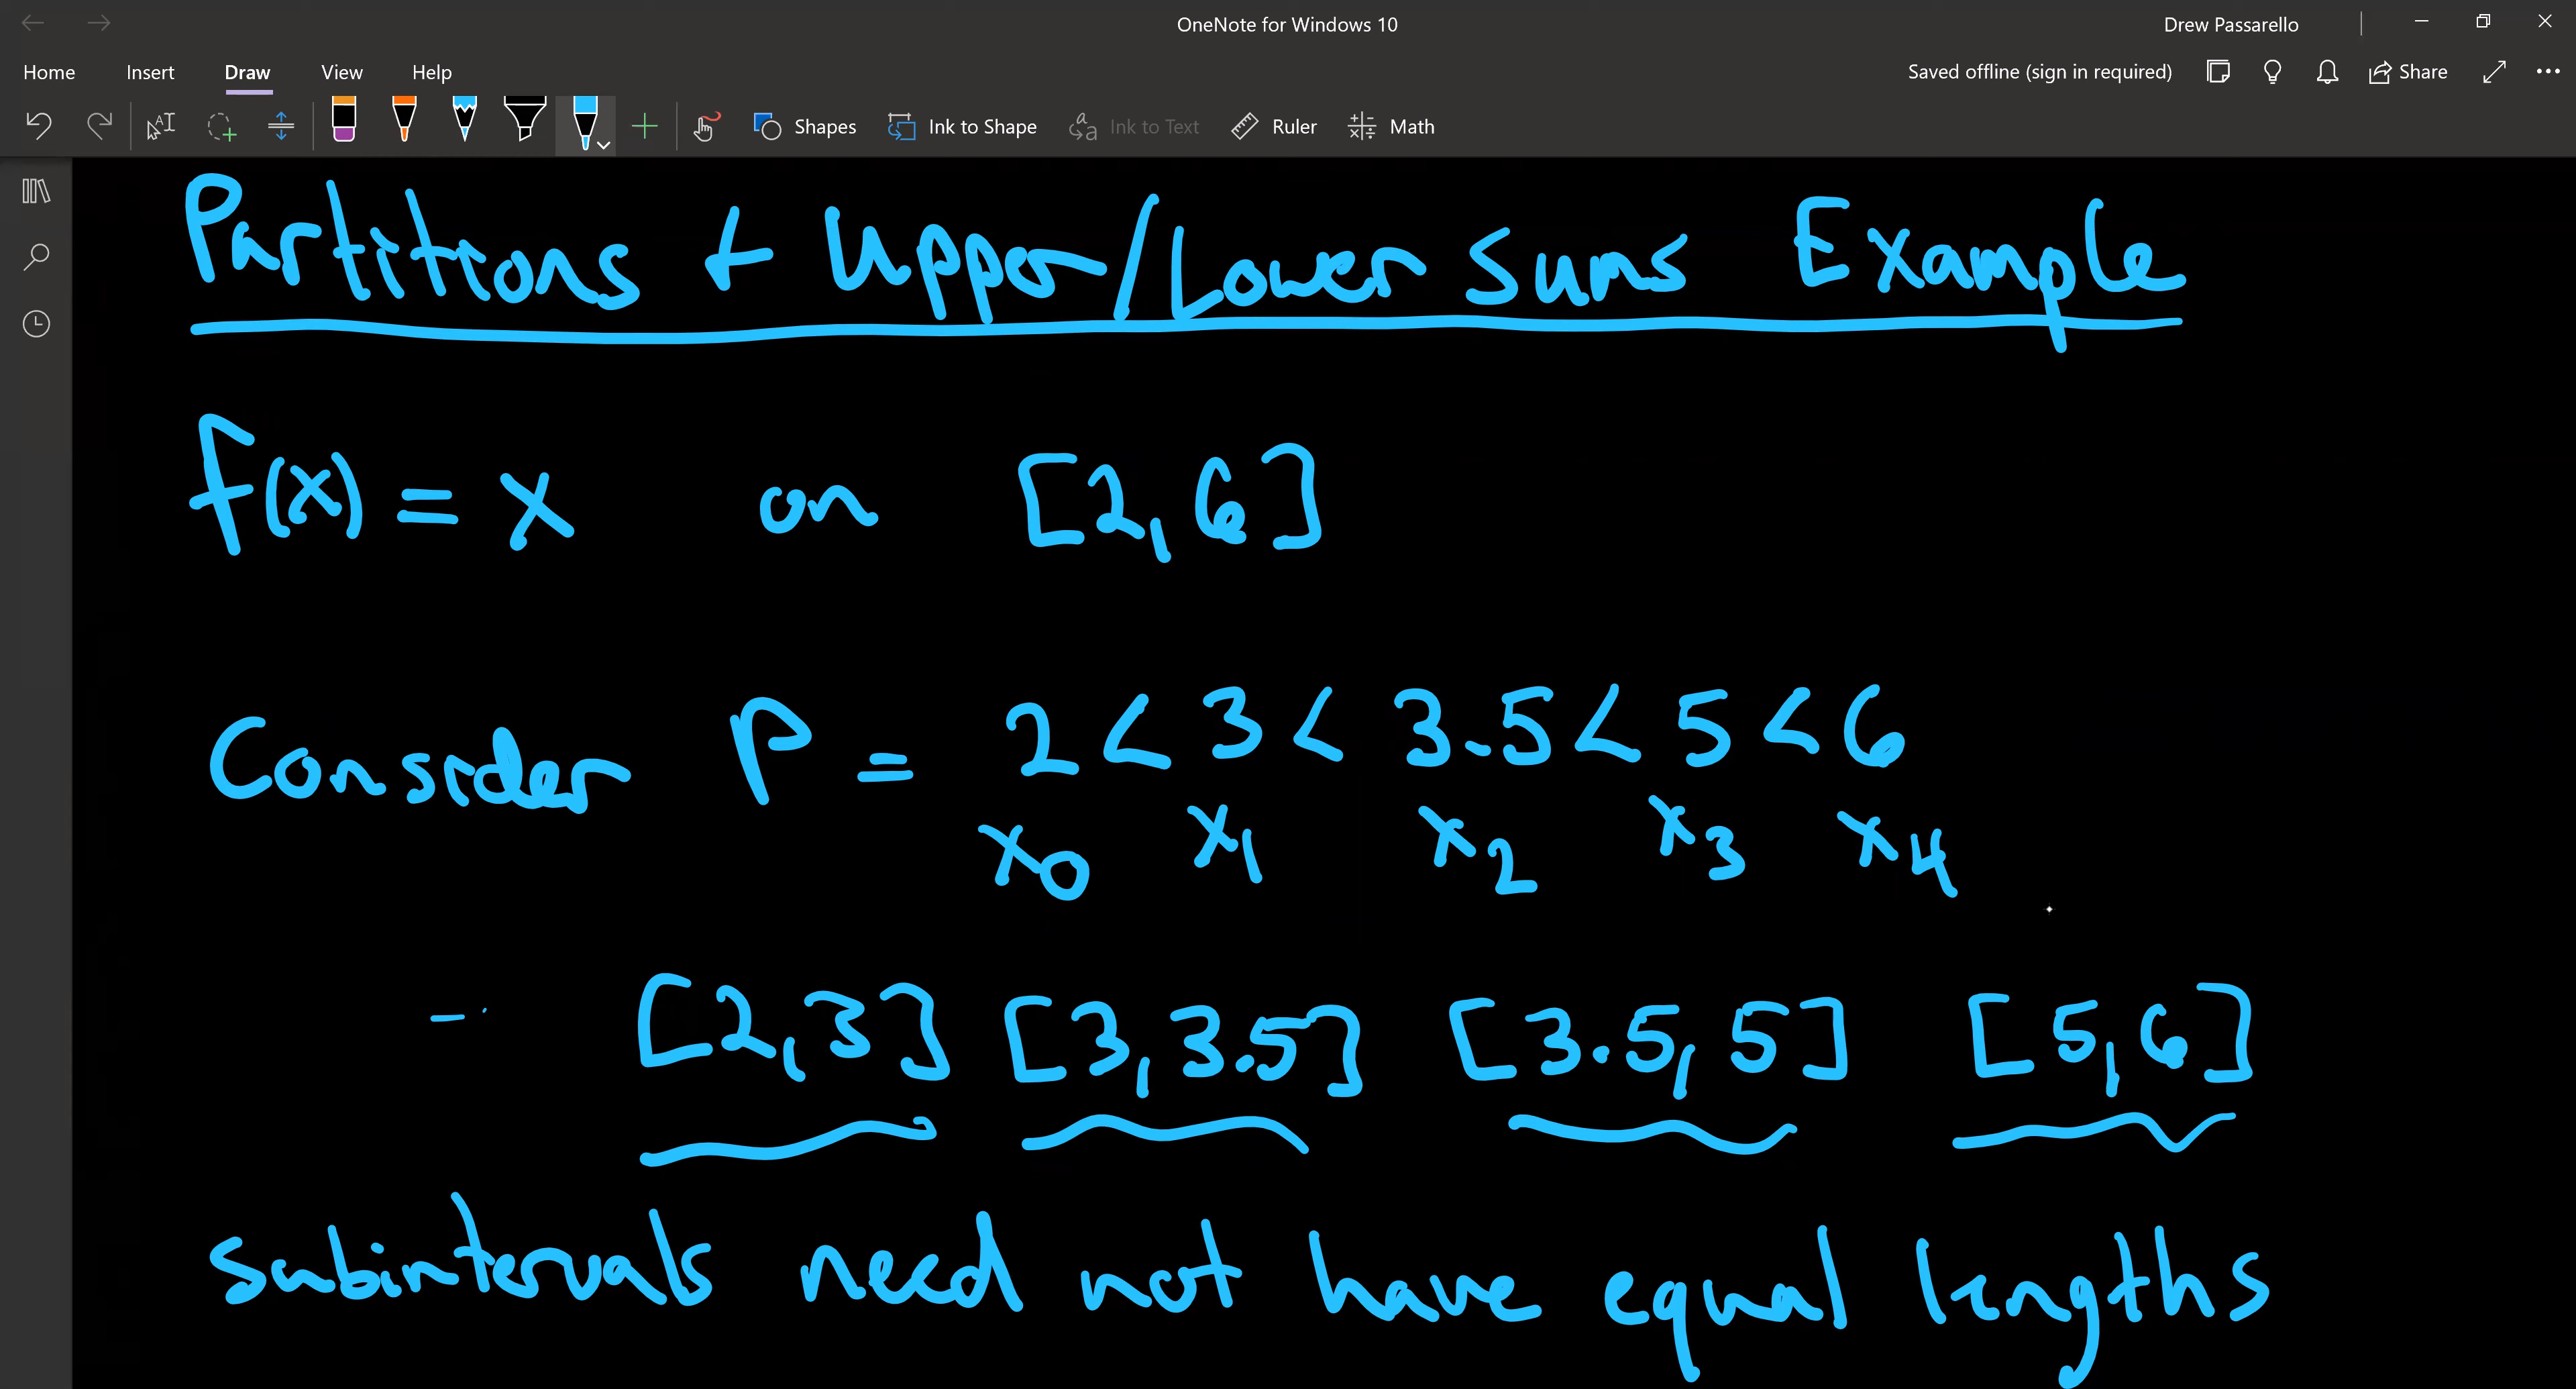 OneNote for Windows 10 Drew Passarello
Home Insert Draw View Help Saved offline (sign in required) Share
Shapes Ink to Shape Ink to Text Ruler Math
Partitions + Upper/Lower Sums Example
f(x) = x on [2,6]
Consider P = 2 < 3 < 3.5 < 5 < 6
x₀ x₁ x₂ x₃ x₄
[2,3] [3,3.5] [3.5,5] [5,6]
subintervals need not have equal lengths